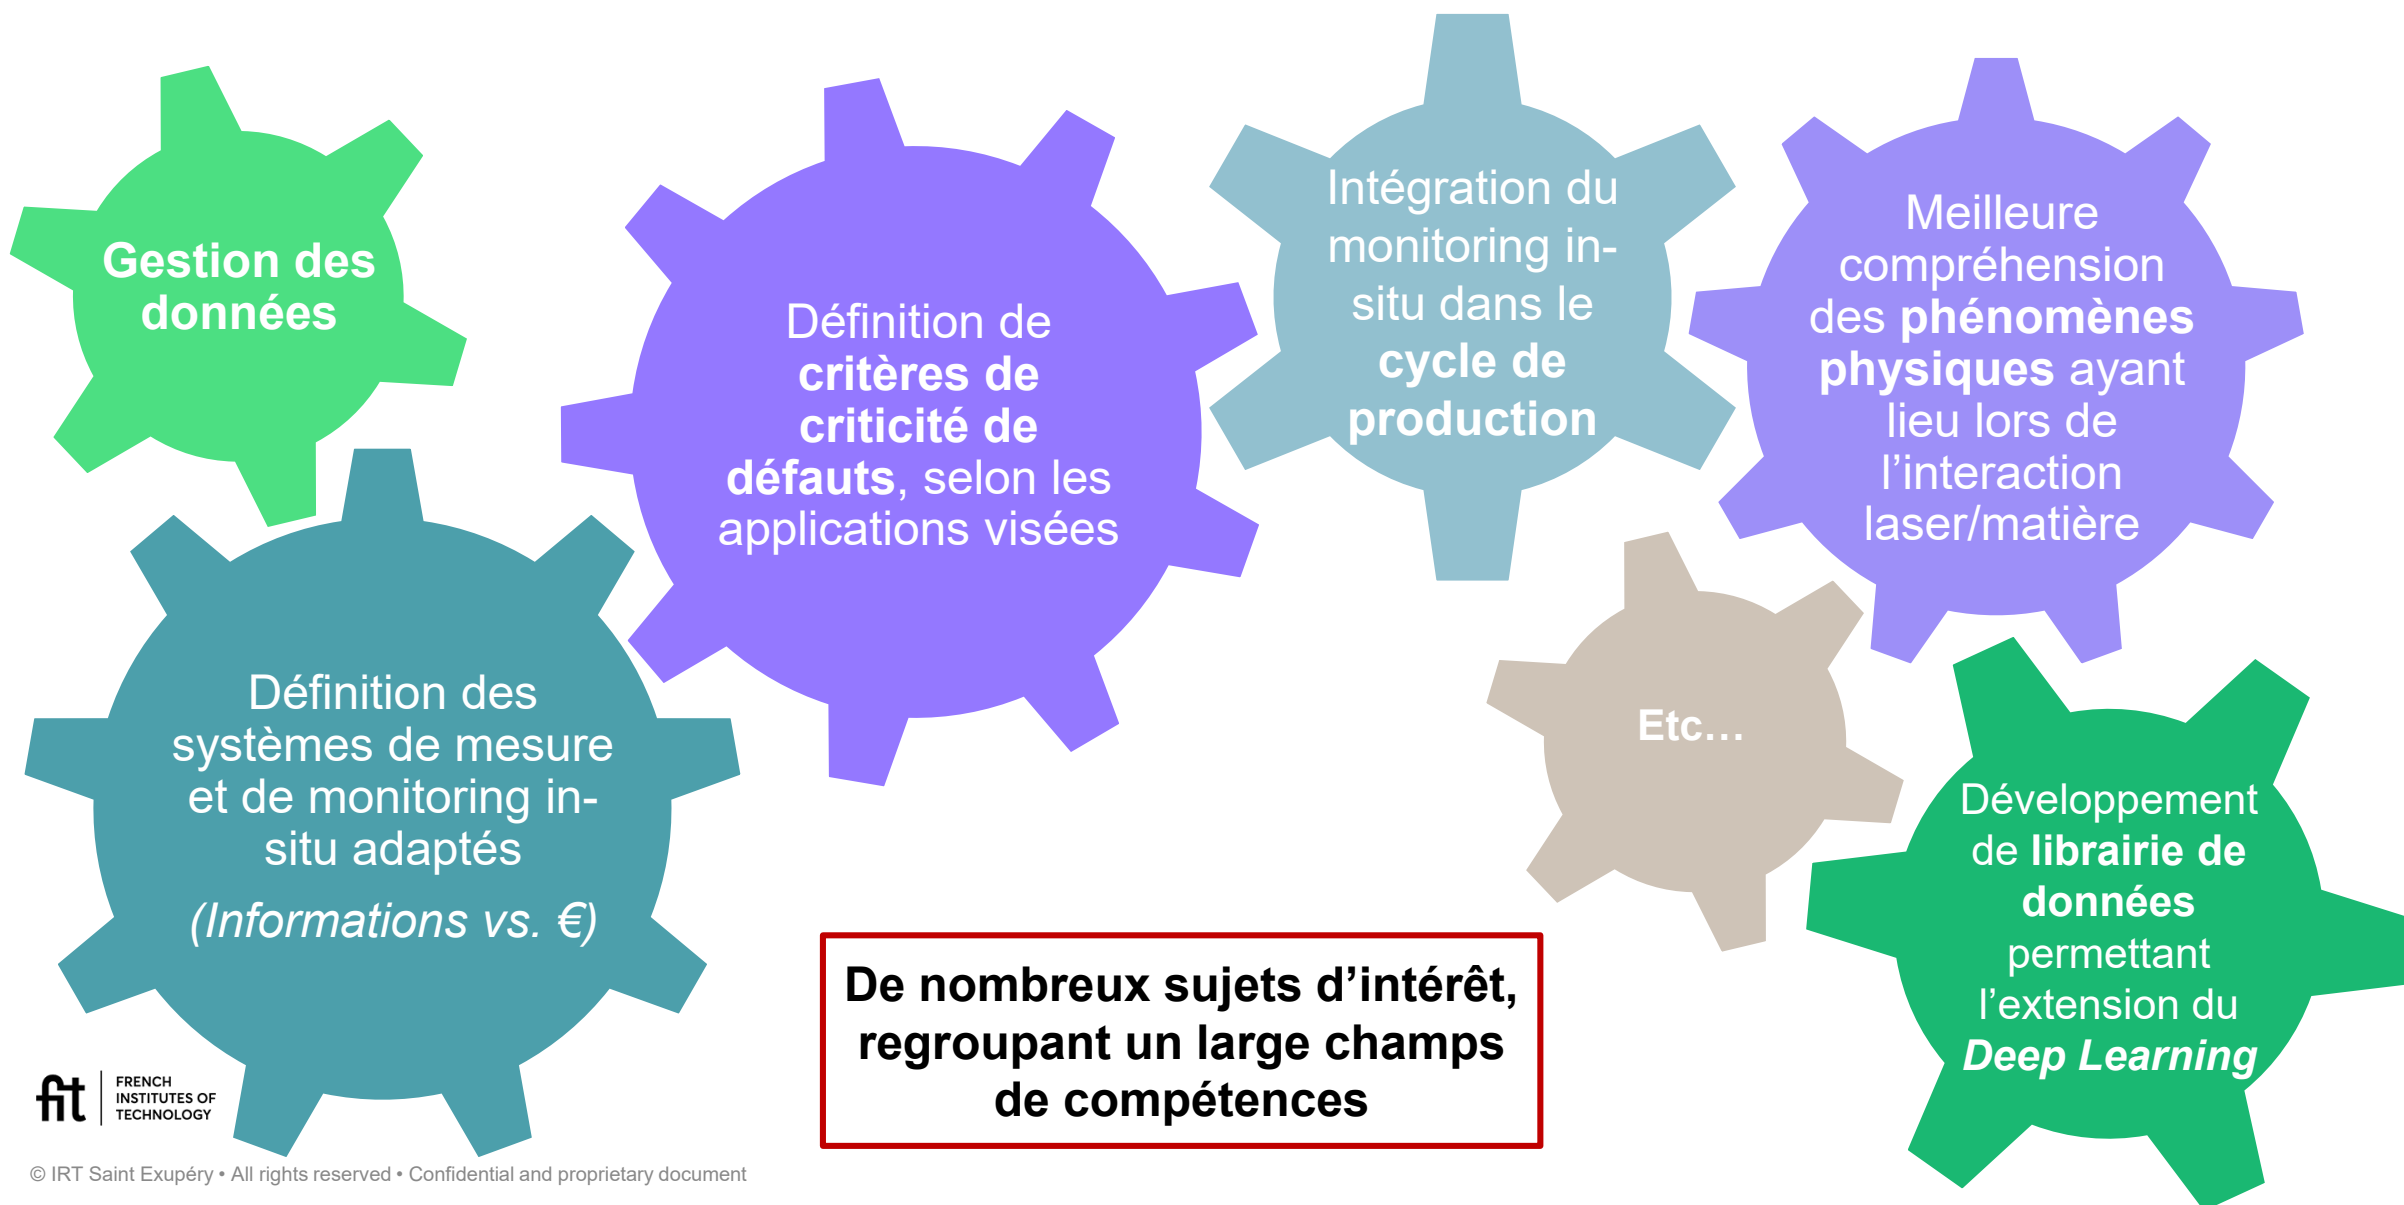 Gestion des
données
Définition des
systèmes de mesure
et de monitoring in-
situ adaptés
(Informations vs. €)
Définition de
critères de
criticité de
défauts, selon les
applications visées
Intégration du
monitoring in-
situ dans le
cycle de
production
Meilleure
compréhension
des phénomènes
physiques ayant
lieu lors de
l’interaction
laser/matière
Etc…
Développement
de librairie de
données
permettant
l’extension du
Deep Learning
De nombreux sujets d’intérêt,
regroupant un large champs
de compétences
fit
FRENCH
INSTITUTES OF
TECHNOLOGY
© IRT Saint Exupéry • All rights reserved • Confidential and proprietary document